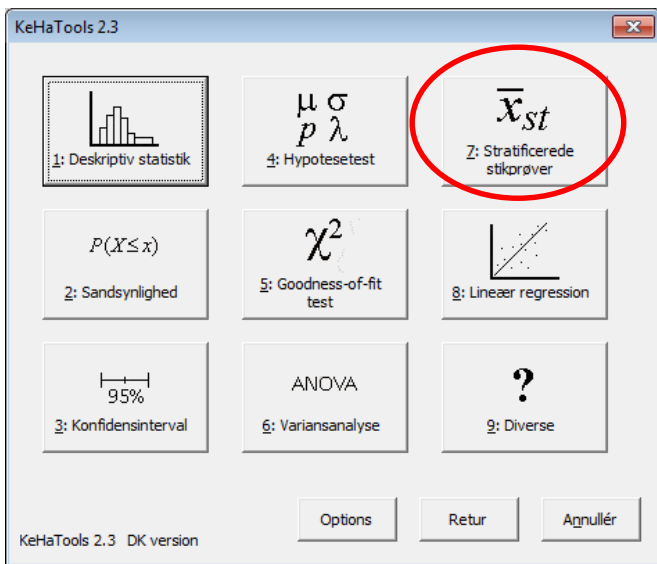 KeHaTools 2.3
1: Deskriptiv statistik
μ σ
p λ
4: Hypotesetest
x̅st
7: Stratificerede
stikprøver
P(X≤x)
2: Sandsynlighed
χ²
5: Goodness-of-fit
test
8: Lineær regression
95%
3: Konfidensinterval
ANOVA
6: Variansanalyse
?
9: Diverse
Options
Retur
Annullér
KeHaTools 2.3 DK version